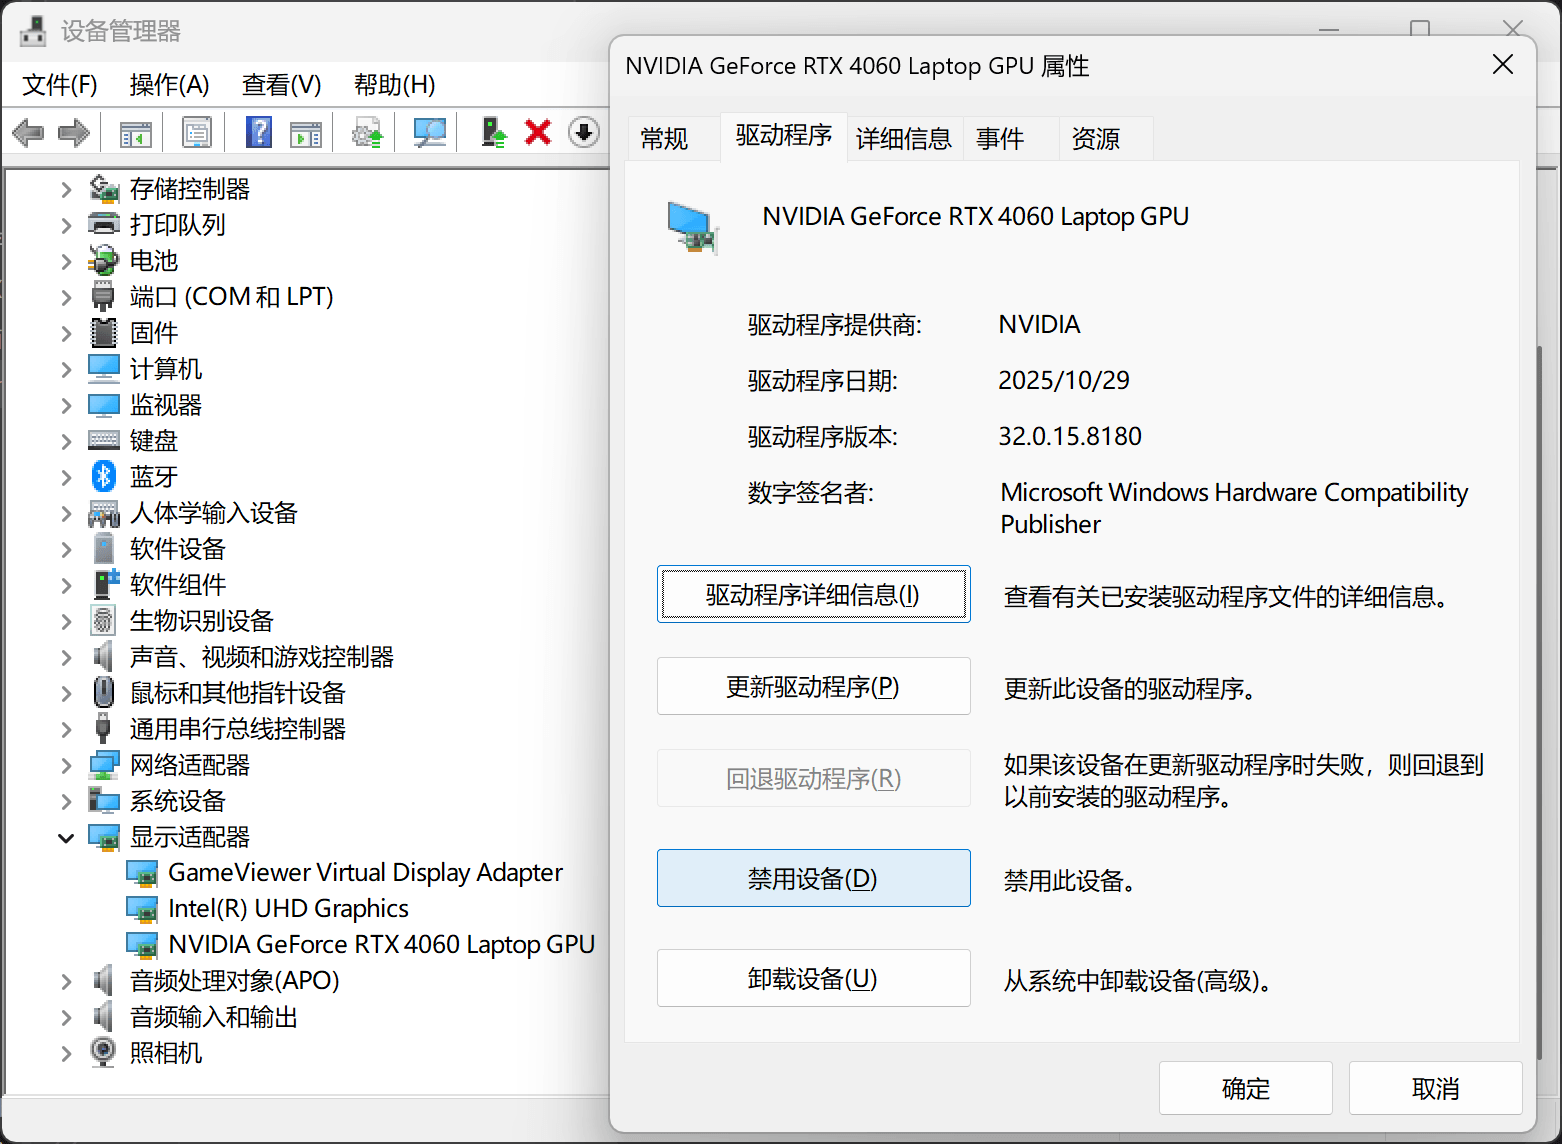 设备管理器
文件(F) 操作(A) 查看(V) 帮助(H)
存储控制器
打印队列
电池
端口 (COM 和 LPT)
固件
计算机
监视器
键盘
蓝牙
人体学输入设备
软件设备
软件组件
生物识别设备
声音、视频和游戏控制器
鼠标和其他指针设备
通用串行总线控制器
网络适配器
系统设备
显示适配器
GameViewer Virtual Display Adapter
Intel(R) UHD Graphics
NVIDIA GeForce RTX 4060 Laptop GPU
音频处理对象(APO)
音频输入和输出
照相机
NVIDIA GeForce RTX 4060 Laptop GPU 属性
常规 驱动程序 详细信息 事件 资源
NVIDIA GeForce RTX 4060 Laptop GPU
驱动程序提供商: NVIDIA
驱动程序日期: 2025/10/29
驱动程序版本: 32.0.15.8180
数字签名者: Microsoft Windows Hardware Compatibility
Publisher
驱动程序详细信息(I) 查看有关已安装驱动程序文件的详细信息。
更新驱动程序(P) 更新此设备的驱动程序。
回退驱动程序(R) 如果该设备在更新驱动程序时失败，则回退到
以前安装的驱动程序。
禁用设备(D) 禁用此设备。
卸载设备(U) 从系统中卸载设备(高级)。
确定 取消